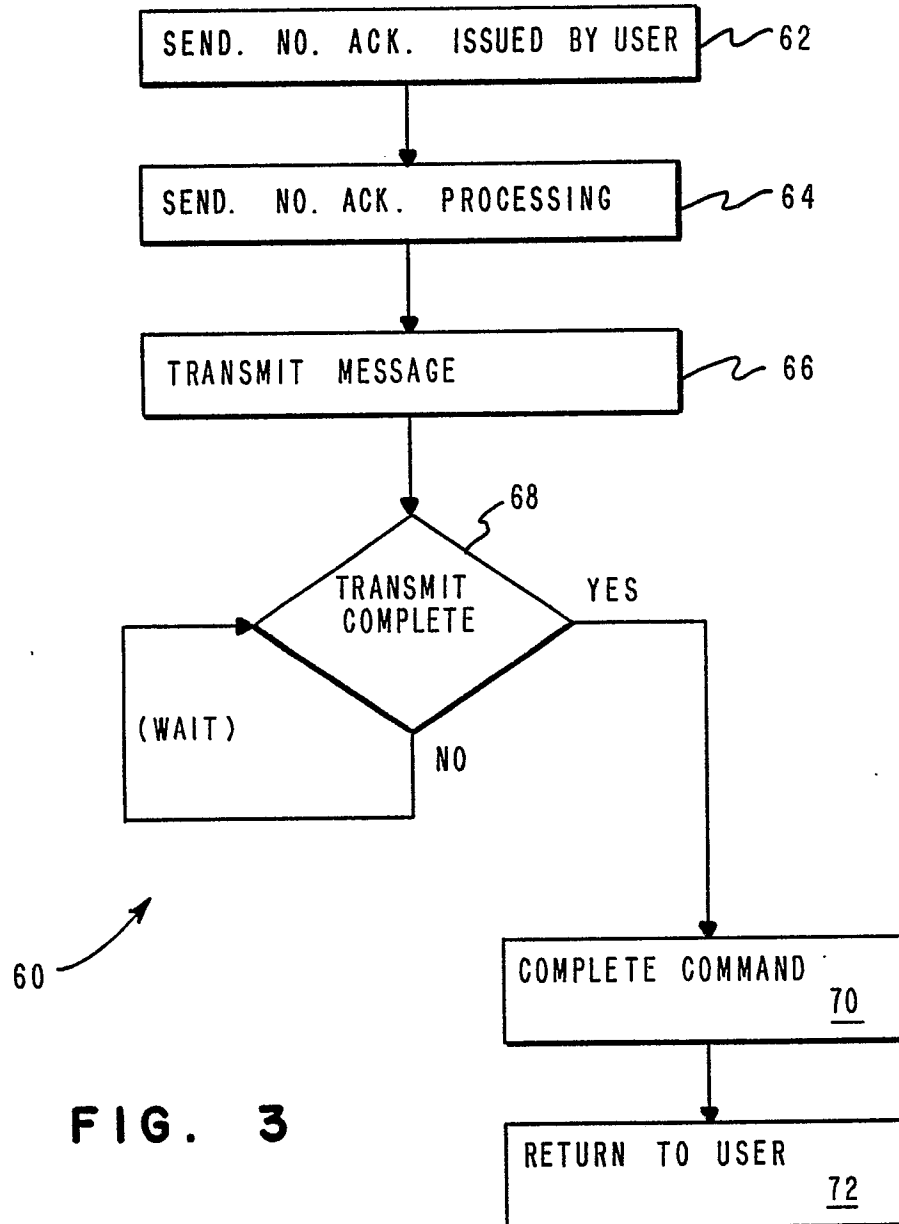 SEND. NO. ACK. ISSUED BY USER
62
SEND. NO. ACK. PROCESSING
64
TRANSMIT MESSAGE
66
68
TRANSMIT
COMPLETE
YES
(WAIT)
NO
60
COMPLETE COMMAND
70
FIG. 3
RETURN TO USER
72